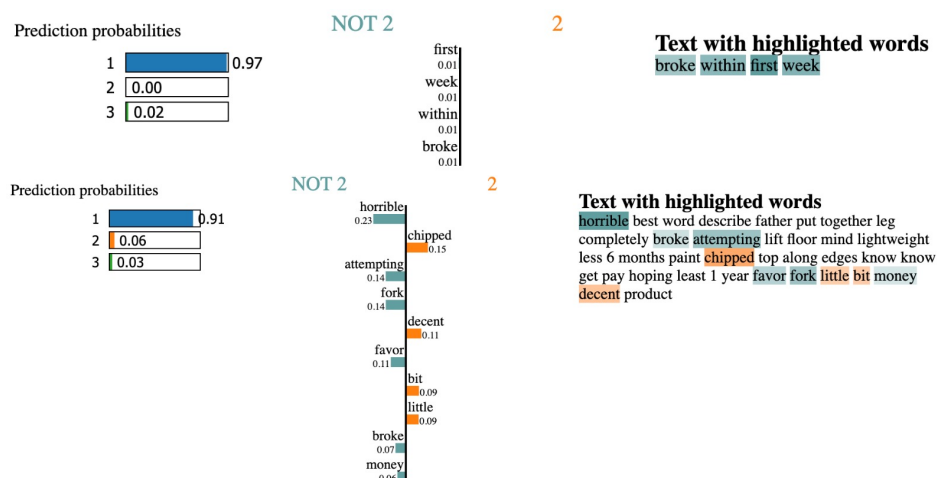 Prediction probabilities
1 0.97
2 0.00
3 0.02
NOT 2 2
first
0.01
week
0.01
within
0.01
broke
0.01
Text with highlighted words
broke within first week
Prediction probabilities
1 0.91
2 0.06
3 0.03
NOT 2 2
horrible
0.23
chipped
0.15
attempting
0.14
fork
0.14
decent
0.11
favor
0.11
bit
0.09
little
0.09
broke
0.07
money
0.06
Text with highlighted words
horrible best word describe father put together leg
completely broke attempting lift floor mind lightweight
less 6 months paint chipped top along edges know know
get pay hoping least 1 year favor fork little bit money
decent product